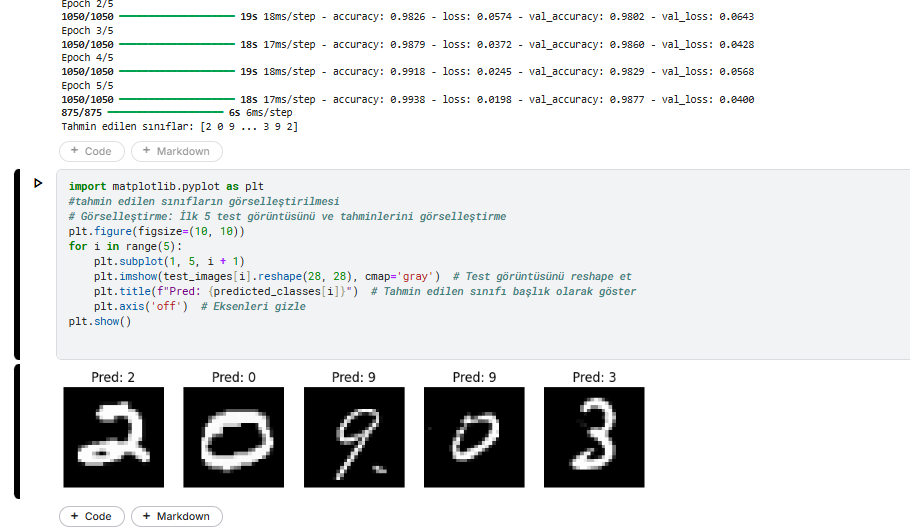 Epoch 2/5
1050/1050 ━━━━━━━━━━━━━━━━━━━━ 19s 18ms/step - accuracy: 0.9826 - loss: 0.0574 - val_accuracy: 0.9802 - val_loss: 0.0643
Epoch 3/5
1050/1050 ━━━━━━━━━━━━━━━━━━━━ 18s 17ms/step - accuracy: 0.9879 - loss: 0.0372 - val_accuracy: 0.9860 - val_loss: 0.0428
Epoch 4/5
1050/1050 ━━━━━━━━━━━━━━━━━━━━ 19s 18ms/step - accuracy: 0.9918 - loss: 0.0245 - val_accuracy: 0.9829 - val_loss: 0.0568
Epoch 5/5
1050/1050 ━━━━━━━━━━━━━━━━━━━━ 18s 17ms/step - accuracy: 0.9938 - loss: 0.0198 - val_accuracy: 0.9877 - val_loss: 0.0400
875/875 ━━━━━━━━━━━━━━━━━━━━ 6s 6ms/step
Tahmin edilen sınıflar: [2 0 9 ... 3 9 2]
+ Code + Markdown
import matplotlib.pyplot as plt
#tahmin edilen sınıfların görselleştirilmesi
# Görselleştirme: İlk 5 test görüntüsünü ve tahminlerini görselleştirme
plt.figure(figsize=(10, 10))
for i in range(5):
    plt.subplot(1, 5, i + 1)
    plt.imshow(test_images[i].reshape(28, 28), cmap='gray')  # Test görüntüsünü reshape et
    plt.title(f"Pred: {predicted_classes[i]}")  # Tahmin edilen sınıfı başlık olarak göster
    plt.axis('off')  # Eksenleri gizle
plt.show()
Pred: 2 Pred: 0 Pred: 9 Pred: 9 Pred: 3
2 0 9 0 3
+ Code + Markdown